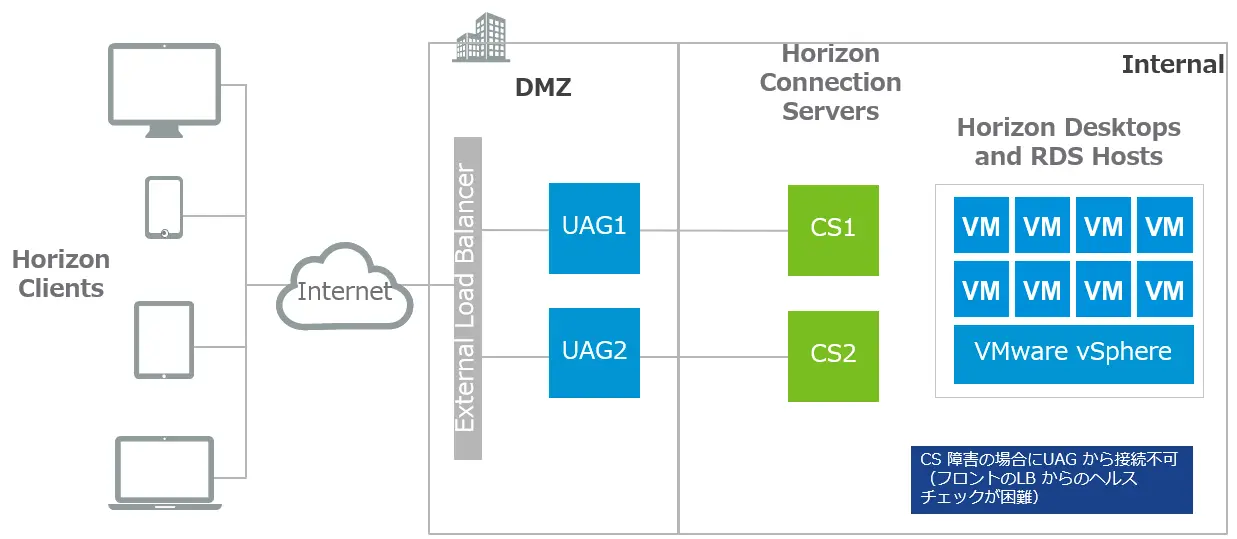 Horizon
Clients
Internet
DMZ
External Load Balancer
UAG1
UAG2
Horizon
Connection
Servers
CS1
CS2
Internal
Horizon Desktops
and RDS Hosts
VM VM VM VM
VM VM VM VM
VMware vSphere
CS 障害の場合にUAG から接続不可
（フロントのLB からのヘルス
チェックが困難）